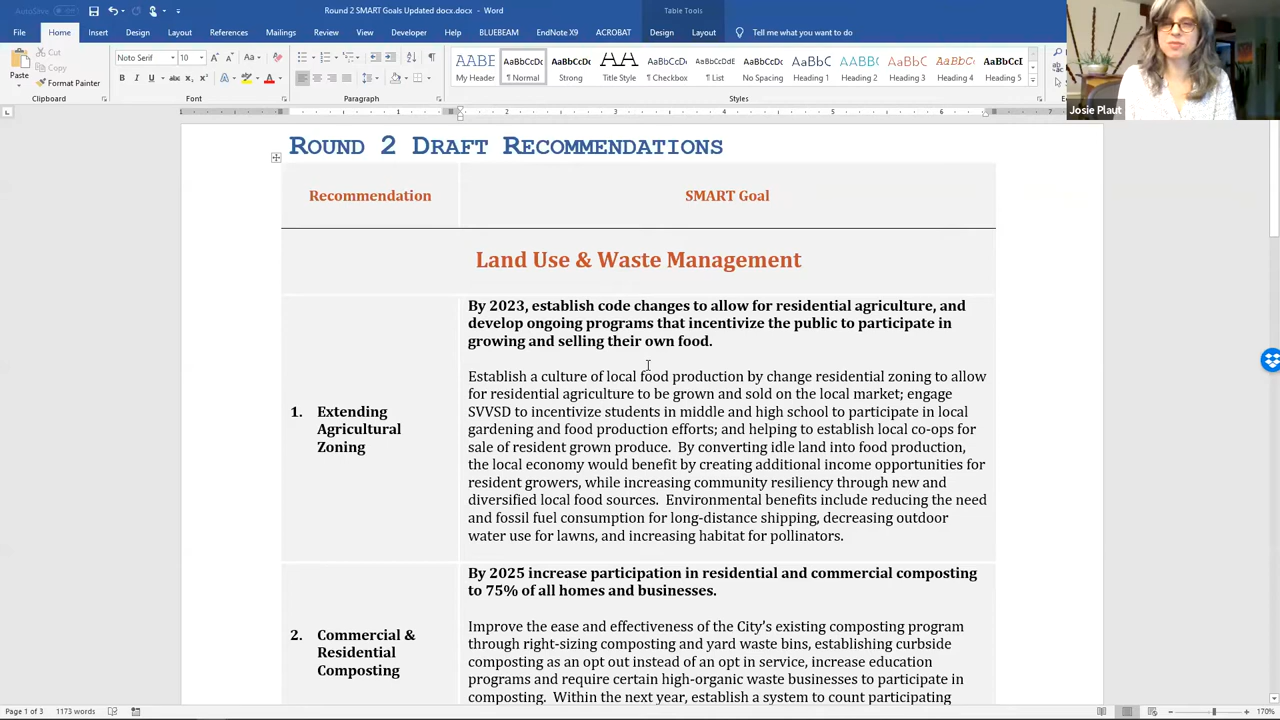 AutoSave
Round 2 SMART Goals Updated docx.docx - Word
Table Tools
File Home Insert Draw Design Layout References Mailings Review View Developer Help BLUEBEAM EndNote X9 ACROBAT Design Layout Tell me what you want to do
Paste
Cut
Copy
Format Painter
Clipboard
Noto Serif 10
Font
Paragraph
AABE AaBbCcDc AaBbCcDc AA AaBbCcDc AaBbCcDc AaBbCcDc AaBbC AABBC AaBbC AaBbCc AaBbCcI
My Header ¶ Normal Strong Title Style ¶ Checkbox ¶ List No Spacing Heading 1 Heading 2 Heading 3 Heading 4 Heading 5
Styles
Josie Plaut
ROUND 2 DRAFT RECOMMENDATIONS
Recommendation SMART Goal
Land Use & Waste Management
1. Extending
Agricultural
Zoning
By 2023, establish code changes to allow for residential agriculture, and
develop ongoing programs that incentivize the public to participate in
growing and selling their own food.
Establish a culture of local food production by change residential zoning to allow
for residential agriculture to be grown and sold on the local market; engage
SVVSD to incentivize students in middle and high school to participate in local
gardening and food production efforts; and helping to establish local co-ops for
sale of resident grown produce. By converting idle land into food production,
the local economy would benefit by creating additional income opportunities for
resident growers, while increasing community resiliency through new and
diversified local food sources. Environmental benefits include reducing the need
and fossil fuel consumption for long-distance shipping, decreasing outdoor
water use for lawns, and increasing habitat for pollinators.
2. Commercial &
Residential
Composting
By 2025 increase participation in residential and commercial composting
to 75% of all homes and businesses.
Improve the ease and effectiveness of the City's existing composting program
through right-sizing composting and yard waste bins, establishing curbside
composting as an opt out instead of an opt in service, increase education
programs and require certain high-organic waste businesses to participate in
composting. Within the next year, establish a system to count participating
Page 1 of 3 1173 words
170%